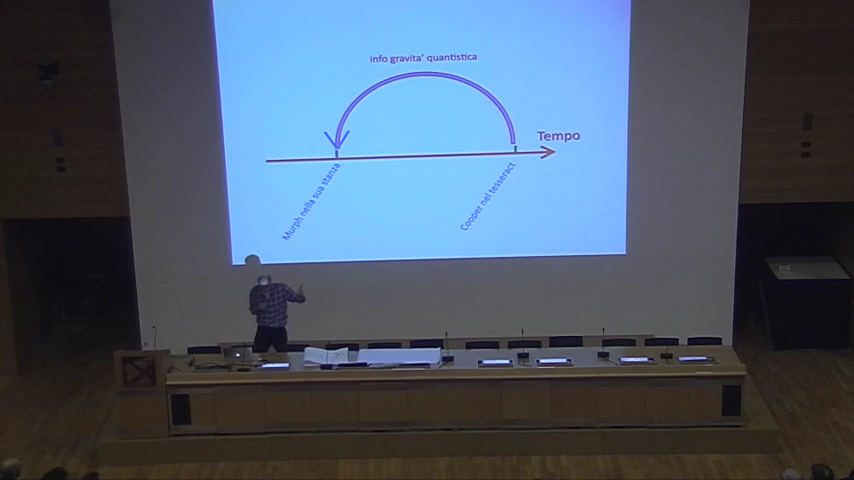 info gravita' quantistica
Tempo
Murph nella sua stanza
Cooper nel tesseract